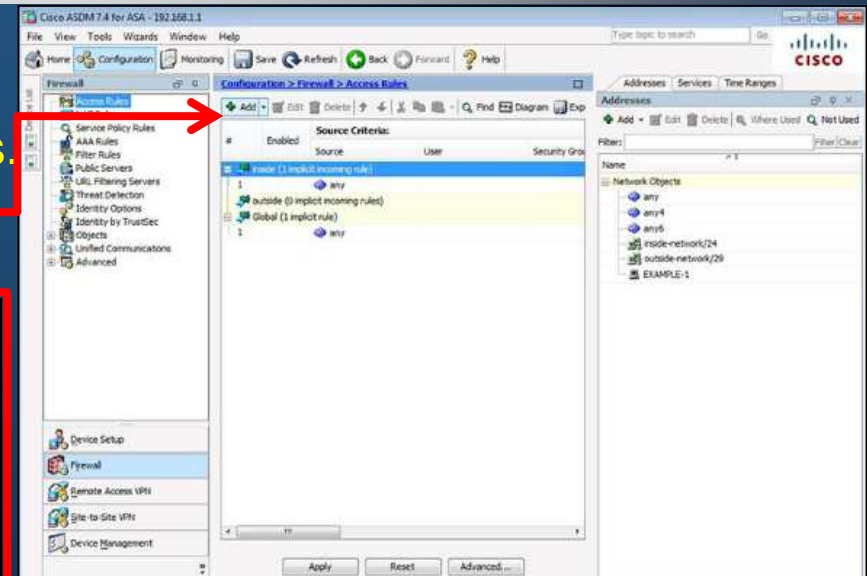 Cisco ASDM 7.4 for ASA - 192.168.1.1
File View Tools Wizards Window Help
Type topic to search Go
Home Configuration Monitoring Save Refresh Back Forward Help
CISCO
s.
Device List
Firewall
Access Rules
Service Policy Rules
AAA Rules
Filter Rules
Public Servers
URL Filtering Servers
Threat Detection
Identity Options
Identity by TrustSec
Objects
Unified Communications
Advanced
Device Setup
Firewall
Remote Access VPN
Site-to-Site VPN
Device Management
Configuration > Firewall > Access Rules
Add Edit Delete Find Diagram Exp
# Enabled Source Criteria:
Source User Security Grou
inside (1 implicit incoming rule)
1 any
outside (0 implicit incoming rules)
Global (1 implicit rule)
1 any
Apply Reset Advanced...
Addresses Services Time Ranges
Addresses
Add Edit Delete Where Used Not Used
Filter: Filter Clear
Name
Network Objects
any
any4
any6
inside-network/24
outside-network/29
EXAMPLE-1